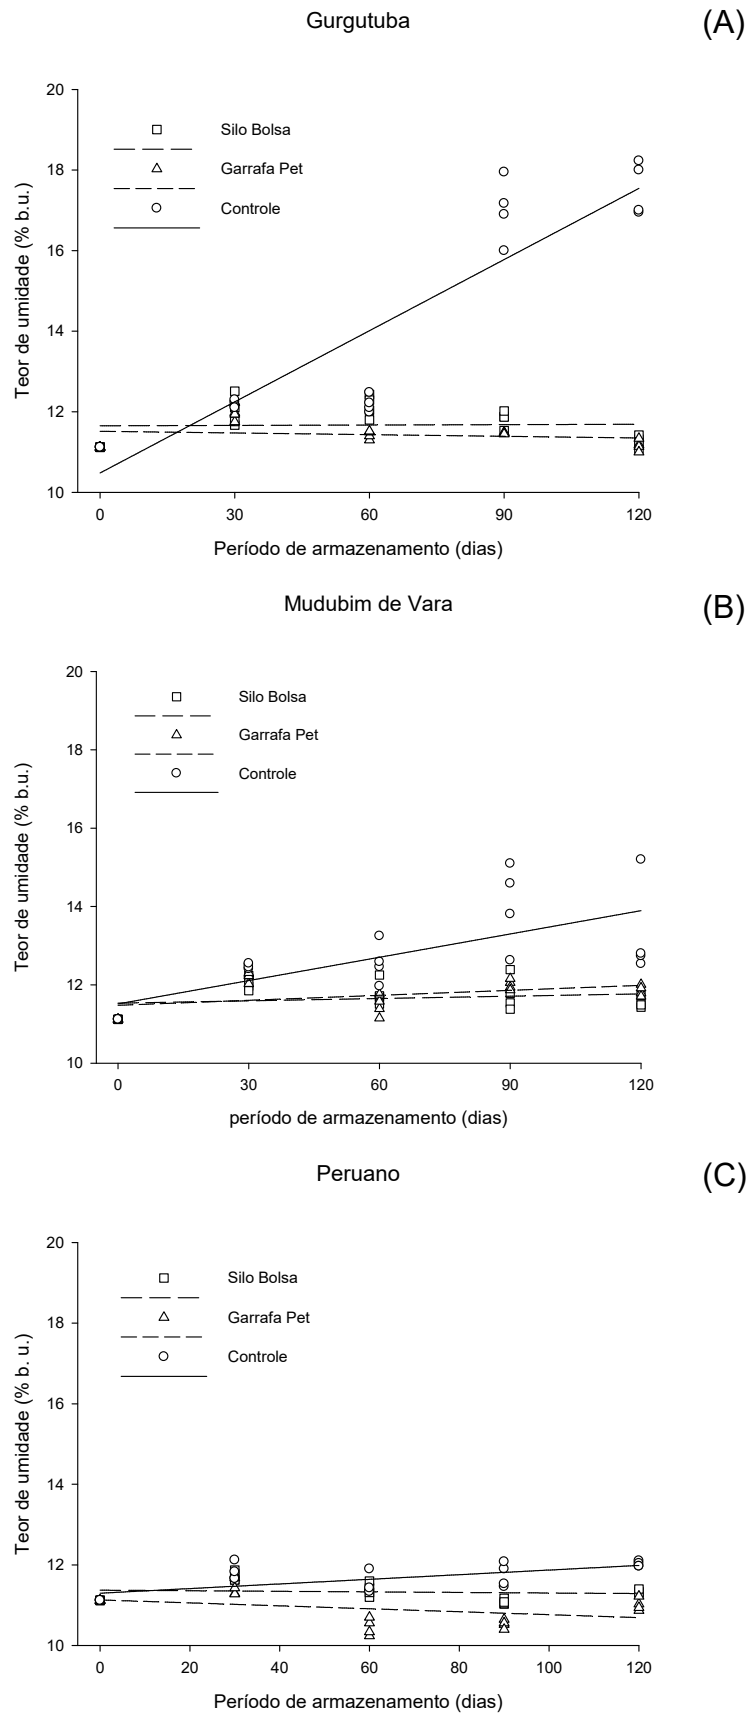 Gurgutuba
(A)
Teor de umidade (% b.u.)
20
18
16
14
12
10
Silo Bolsa
Garrafa Pet
Controle
0 30 60 90 120
Período de armazenamento (dias)
Mudubim de Vara
(B)
Teor de umidade (% b.u.)
20
18
16
14
12
10
Silo Bolsa
Garrafa Pet
Controle
0 30 60 90 120
período de armazenamento (dias)
Peruano
(C)
Teor de umidade (% b. u.)
20
18
16
14
12
10
Silo Bolsa
Garrafa Pet
Controle
0 20 40 60 80 100 120
Período de armazenamento (dias)